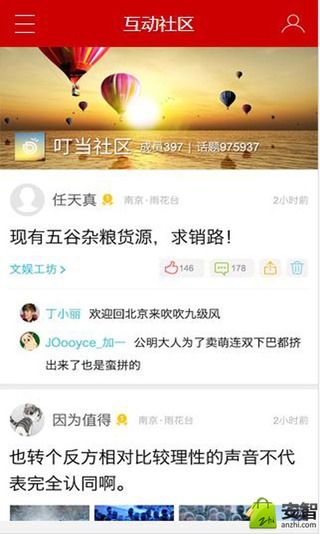 互动社区
叮当社区 成员397 | 话题975937
任天真 南京·雨花台 2小时前
现有五谷杂粮货源，求销路！
文娱工坊 > 146 178
丁小丽 欢迎回北京来吹吹九级风
JOoooyce_加一 公明大人为了卖萌连双下巴都挤
出来了也是蛮拼的
因为值得 南京·雨花台 2小时前
也转个反方相对比较理性的声音不代
表完全认同啊。
安智
anzhi.com